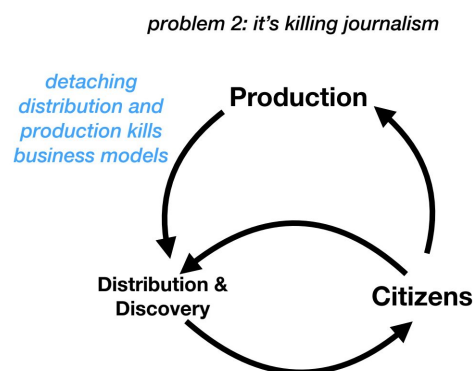 problem 2: it's killing journalism
detaching
distribution and
production kills
business models
Production
Distribution &
Discovery
Citizens